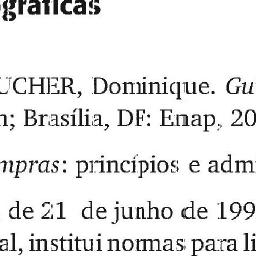 ográficas
UCHER, Dominique. Gu
n; Brasília, DF: Enap, 20
mpras: princípios e adm
de 21 de junho de 199
al, institui normas para li